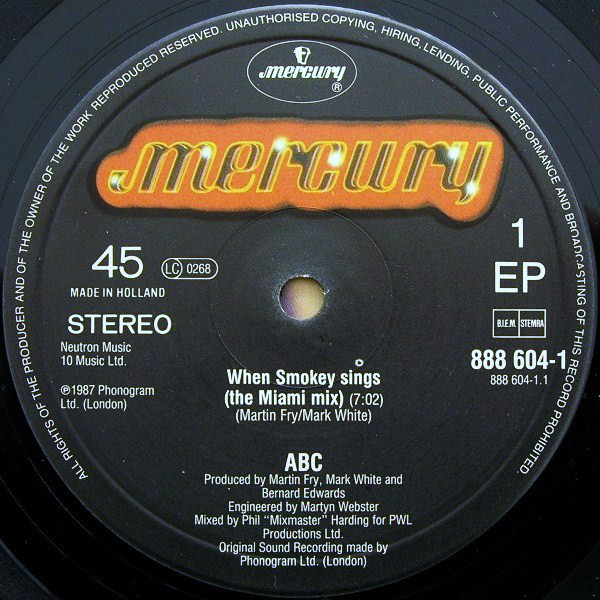 ALL RIGHTS OF THE PRODUCER AND OF THE OWNER OF THE WORK REPRODUCED RESERVED. UNAUTHORISED COPYING, HIRING, LENDING, PUBLIC PERFORMANCE AND BROADCASTING OF THIS RECORD PROHIBITED.
mercury ®
mercury
45 LC 0268
MADE IN HOLLAND
STEREO
Neutron Music
10 Music Ltd.
℗1987 Phonogram
Ltd. (London)
1
EP
B.I.E.M. STEMRA
888 604-1
888 604-1.1
When Smokey sings
(the Miami mix) (7:02)
(Martin Fry/Mark White)
ABC
Produced by Martin Fry, Mark White and
Bernard Edwards
Engineered by Martyn Webster
Mixed by Phil "Mixmaster" Harding for PWL
Productions Ltd.
Original Sound Recording made by
Phonogram Ltd. (London)